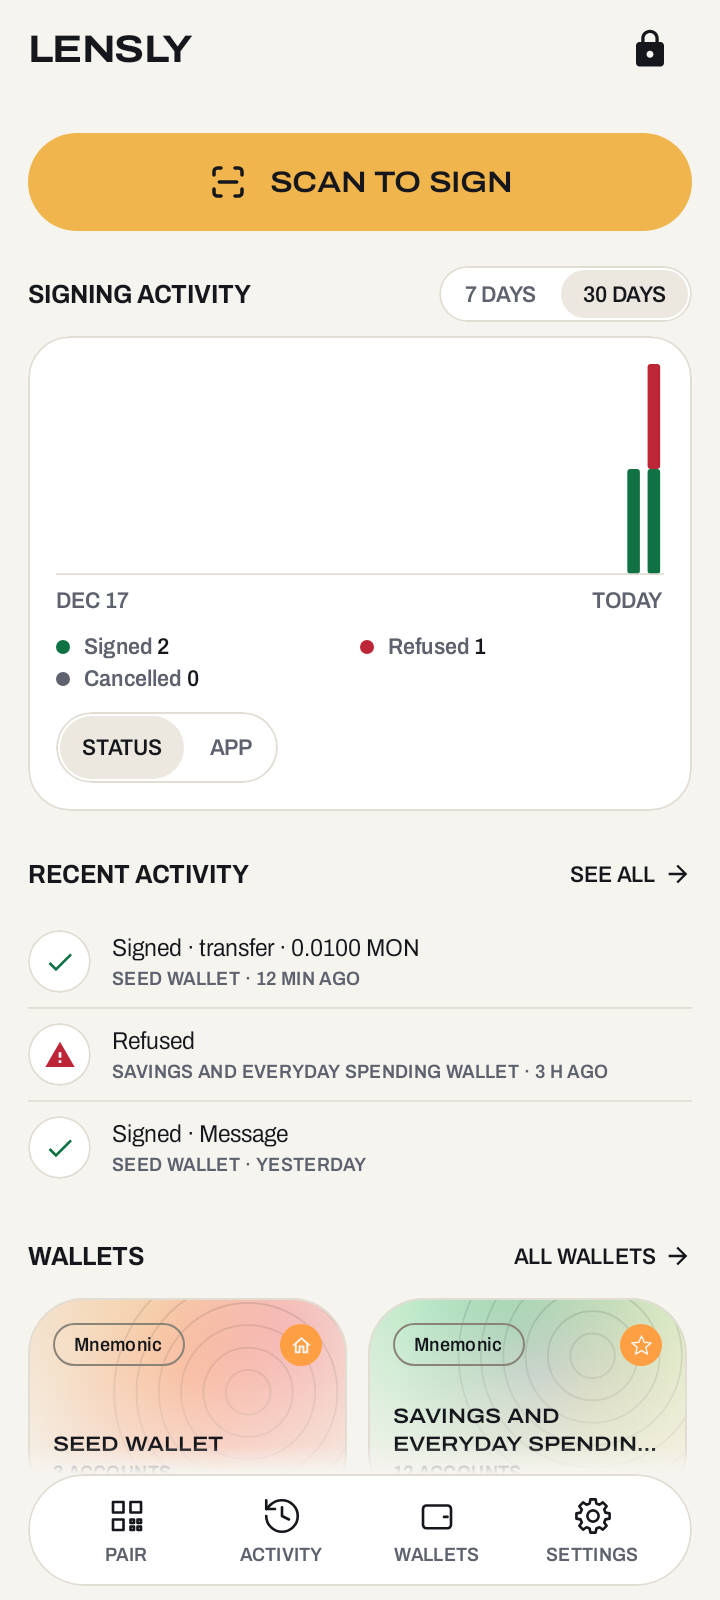 LENSLY
SCAN TO SIGN
SIGNING ACTIVITY
7 DAYS
30 DAYS
DEC 17
TODAY
Signed 2
Refused 1
Cancelled 0
STATUS
APP
RECENT ACTIVITY
SEE ALL
Signed · transfer · 0.0100 MON
SEED WALLET · 12 MIN AGO
Refused
SAVINGS AND EVERYDAY SPENDING WALLET · 3 H AGO
Signed · Message
SEED WALLET · YESTERDAY
WALLETS
ALL WALLETS
Mnemonic
SEED WALLET
Mnemonic
SAVINGS AND
EVERYDAY SPENDIN...
ACCOUNTS
ACCOUNTS
PAIR
ACTIVITY
WALLETS
SETTINGS